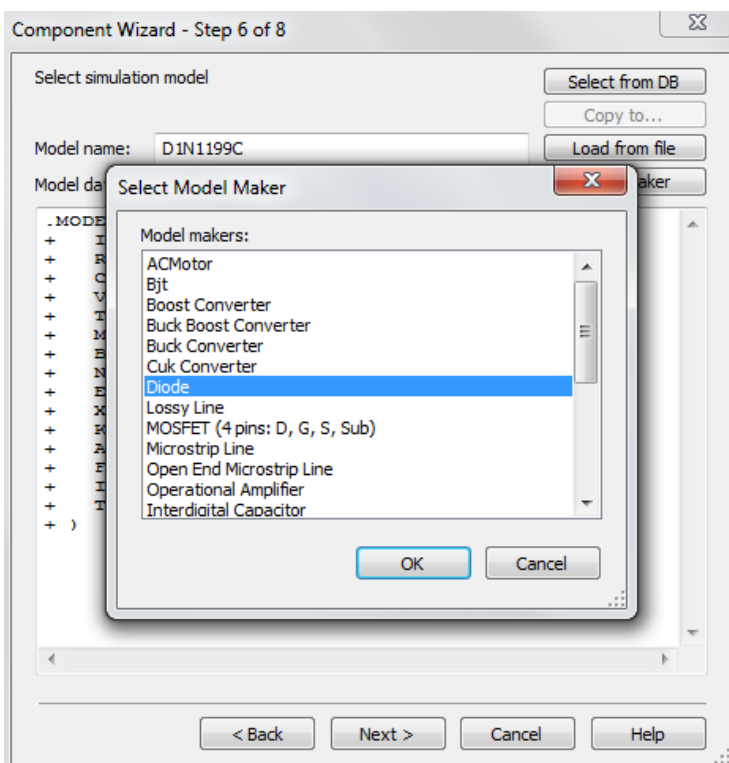 Component Wizard - Step 6 of 8
Select simulation model
Select from DB
Copy to...
Model name:
D1N1199C
Load from file
Model da
aker
Select Model Maker
.MODE
+ I
+ R
+ C
+ V
+ T
+ M
+ B
+ N
+ E
+ X
+ K
+ A
+ F
+ I
+ T
+ )
Model makers:
ACMotor
Bjt
Boost Converter
Buck Boost Converter
Buck Converter
Cuk Converter
Diode
Lossy Line
MOSFET (4 pins: D, G, S, Sub)
Microstrip Line
Open End Microstrip Line
Operational Amplifier
Interdigital Capacitor
OK
Cancel
< Back
Next >
Cancel
Help